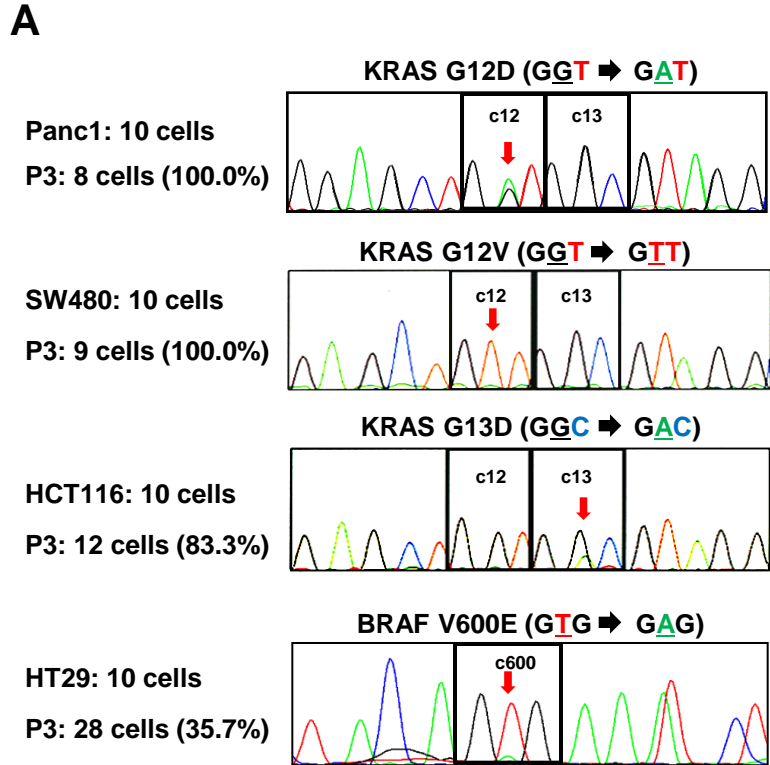 A
KRAS G12D (GGT ➡ GAT)
Panc1: 10 cells
P3: 8 cells (100.0%)
c12
c13
KRAS G12V (GGT ➡ GTT)
SW480: 10 cells
P3: 9 cells (100.0%)
c12
c13
KRAS G13D (GGC ➡ GAC)
HCT116: 10 cells
P3: 12 cells (83.3%)
c12
c13
BRAF V600E (GTG ➡ GAG)
HT29: 10 cells
P3: 28 cells (35.7%)
c600